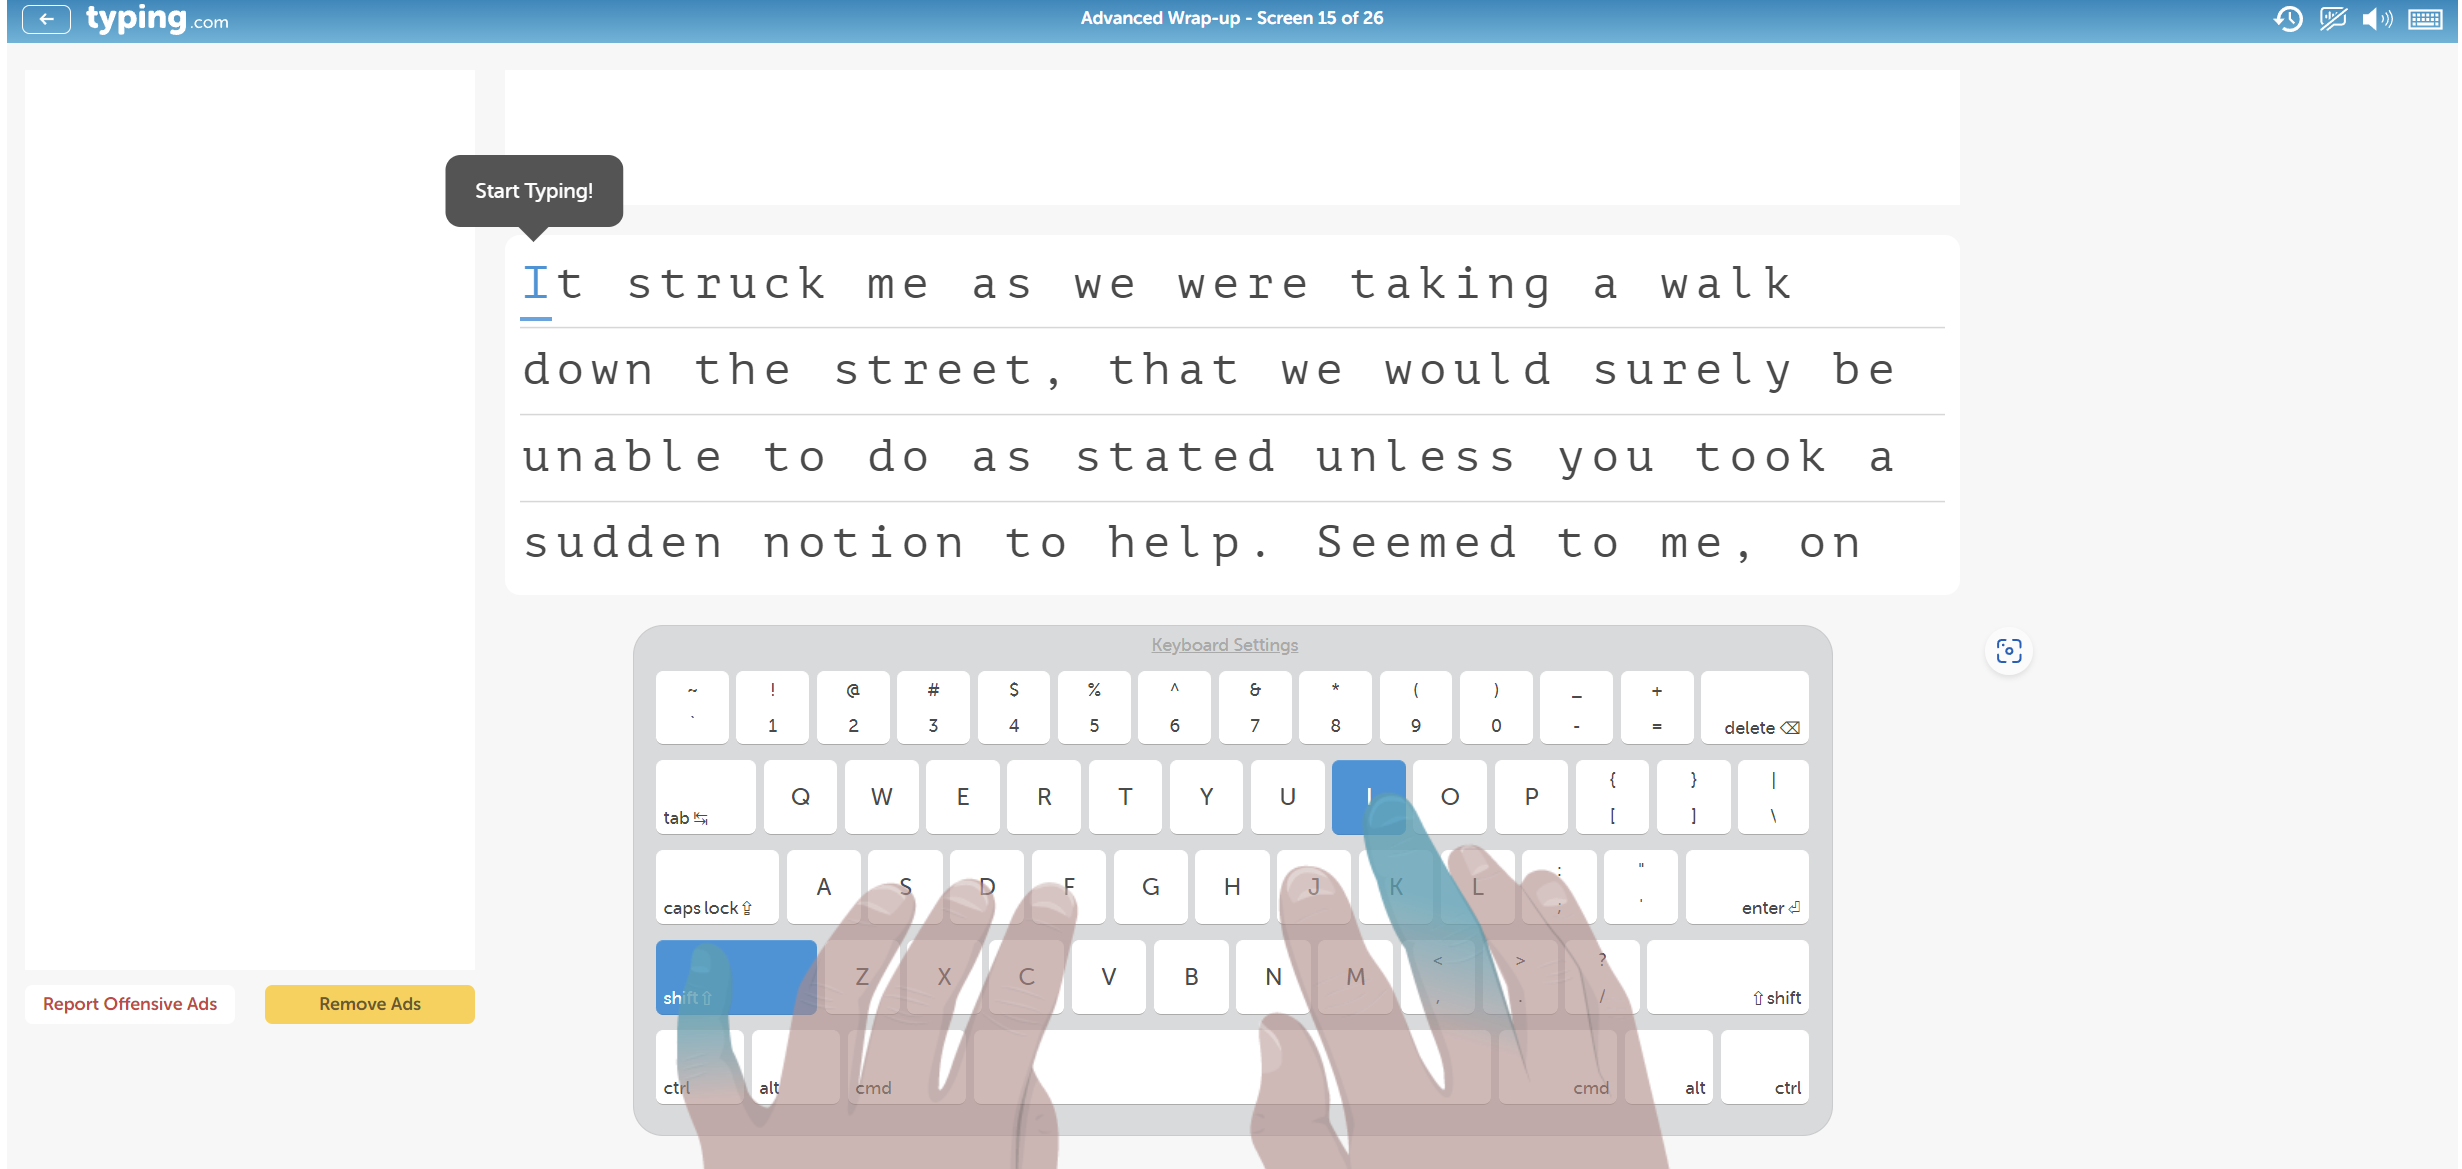 typing.com
Advanced Wrap-up - Screen 15 of 26
Start Typing!
It struck me as we were taking a walk
down the street, that we would surely be
unable to do as stated unless you took a
sudden notion to help. Seemed to me, on
Keyboard Settings
~ ! @ # $ % ^ & * ( ) _ +
` 1 2 3 4 5 6 7 8 9 0 - = delete
tab Q W E R T Y U I O P { [ } ] | \
caps lock A S D F G H J K L : ; " ' enter
shift Z X C V B N M < , > . ? / shift
ctrl alt cmd cmd alt ctrl
Report Offensive Ads
Remove Ads